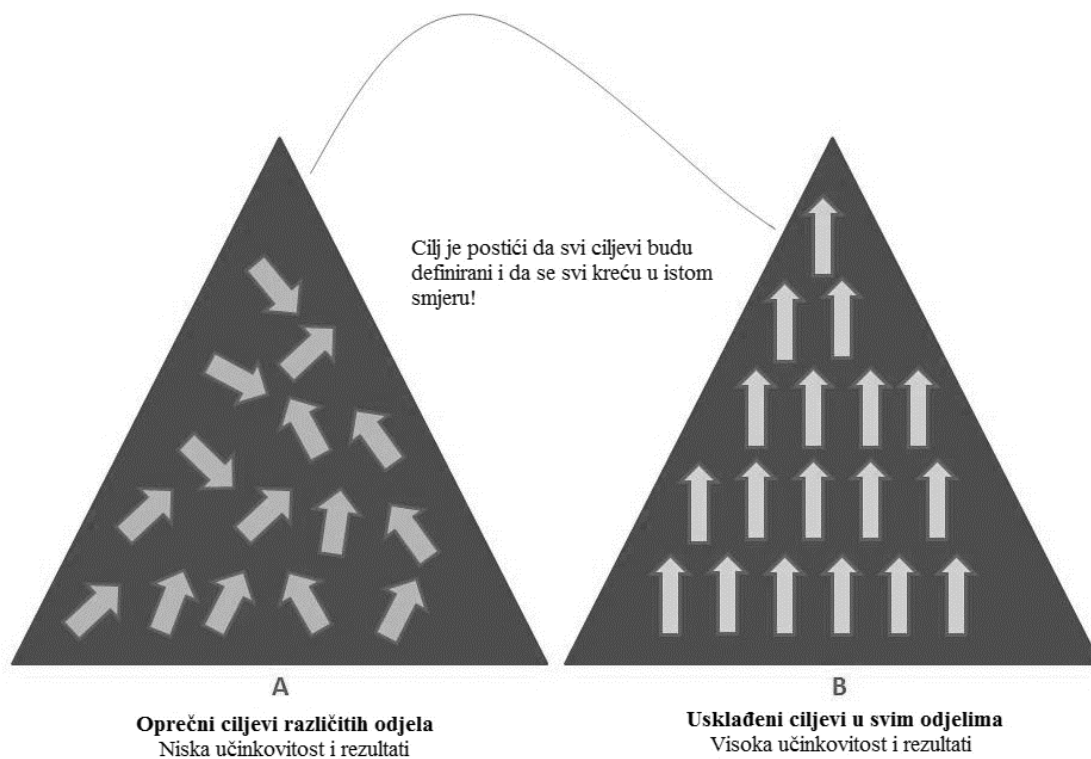 Cilj je postići da svi ciljevi budu
definirani i da se svi kreću u istom
smjeru!
A
Oprečni ciljevi različitih odjela
Niska učinkovitost i rezultati
B
Usklađeni ciljevi u svim odjelima
Visoka učinkovitost i rezultati